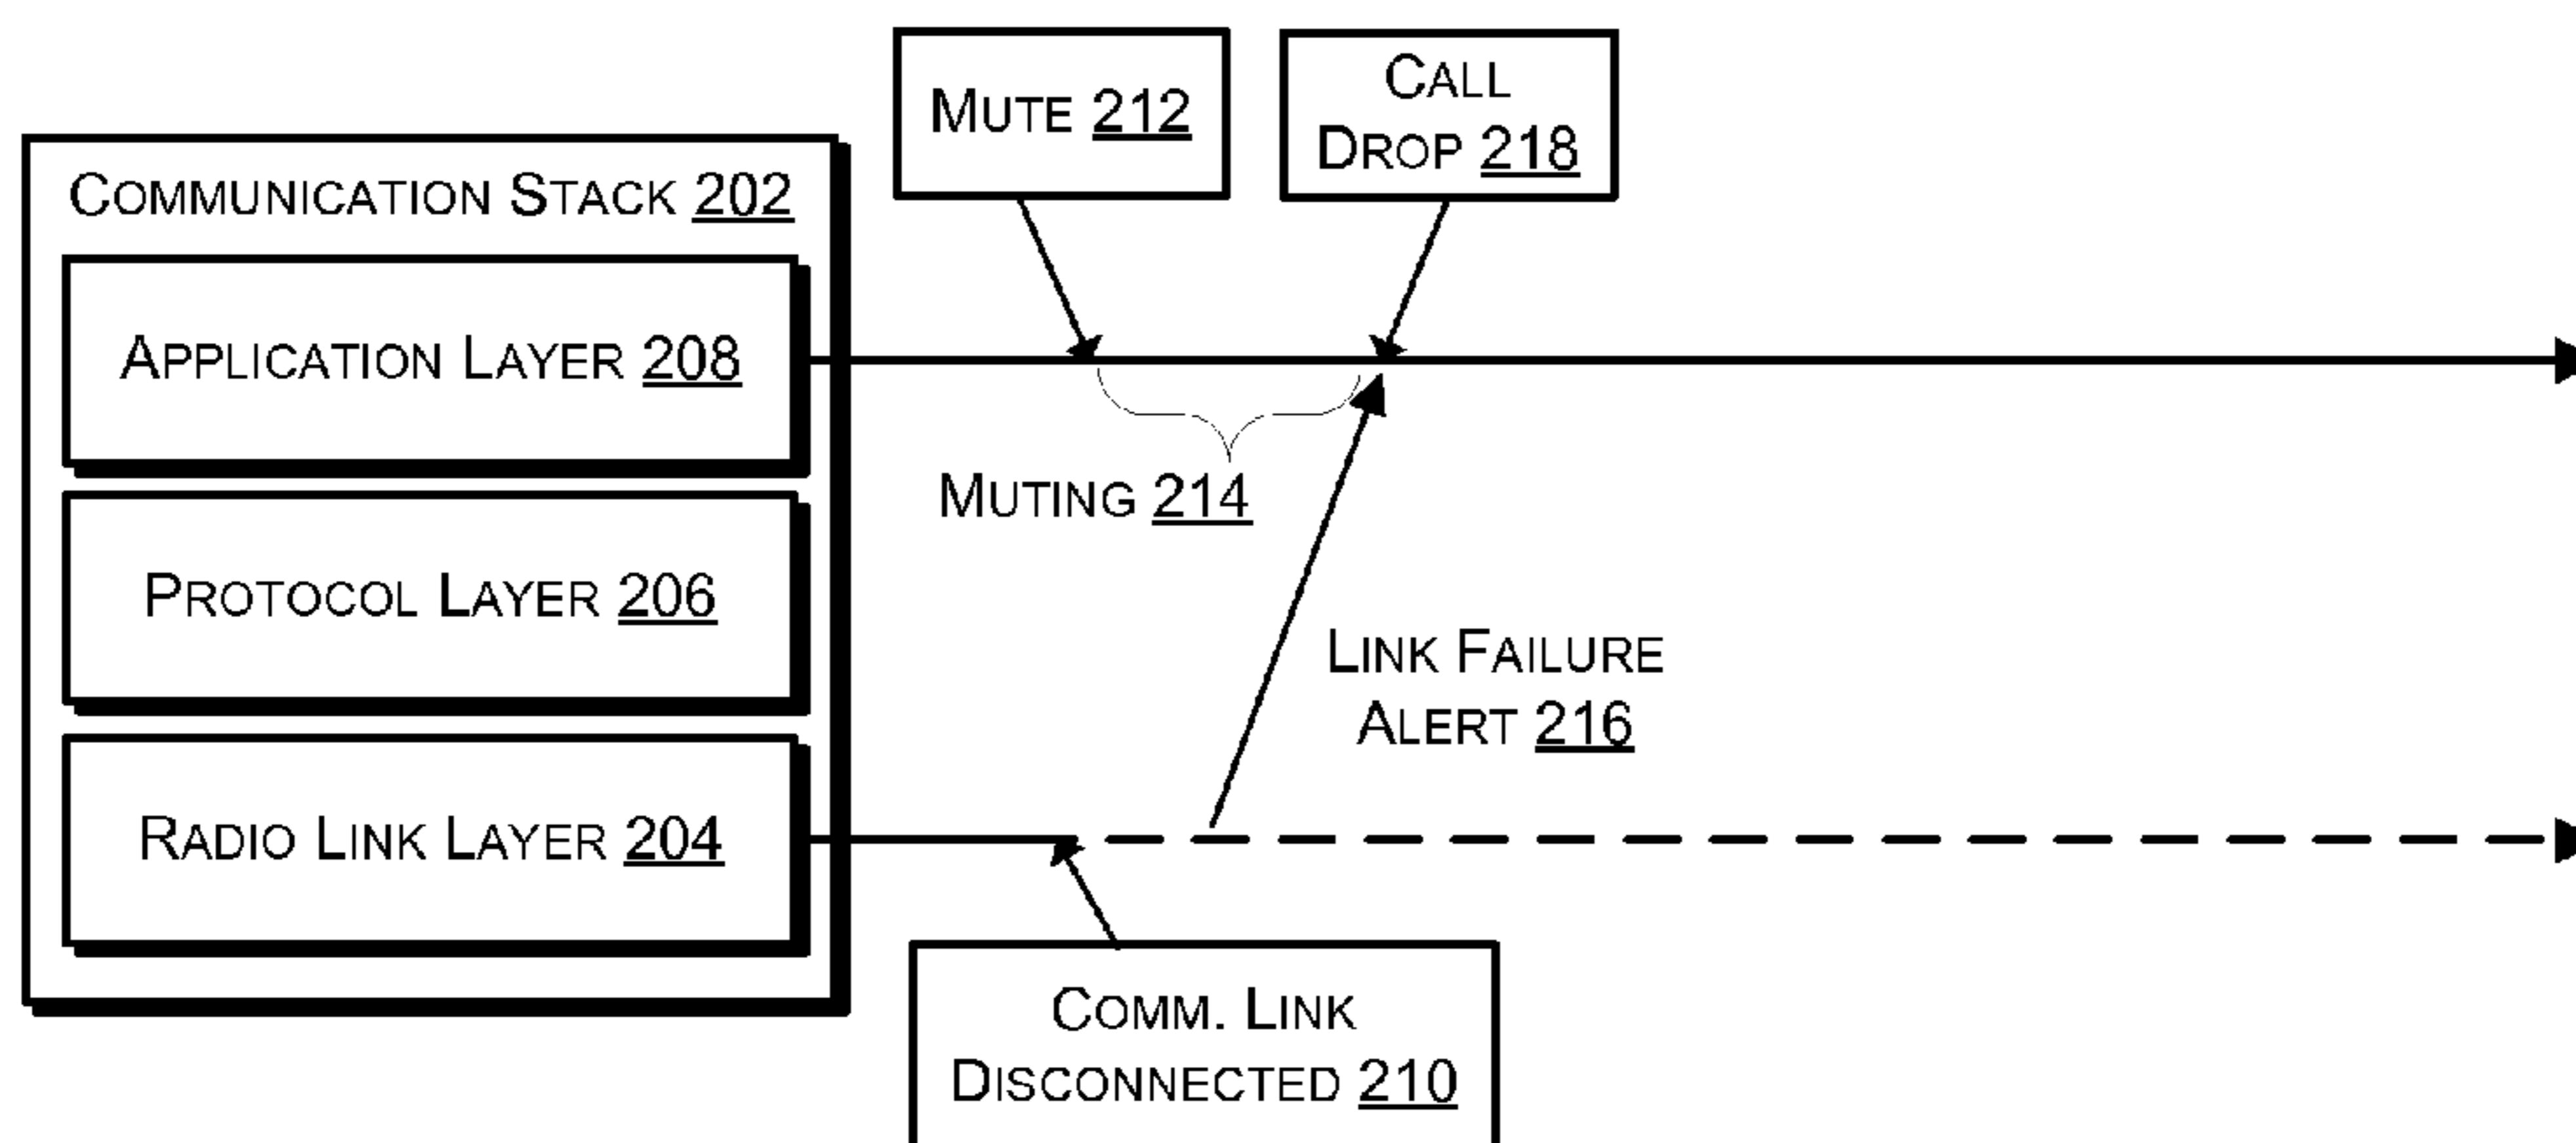 MUTE 212
CALL
DROP 218
COMMUNICATION STACK 202
APPLICATION LAYER 208
MUTING 214
PROTOCOL LAYER 206
LINK FAILURE
ALERT 216
RADIO LINK LAYER 204
COMM. LINK
DISCONNECTED 210